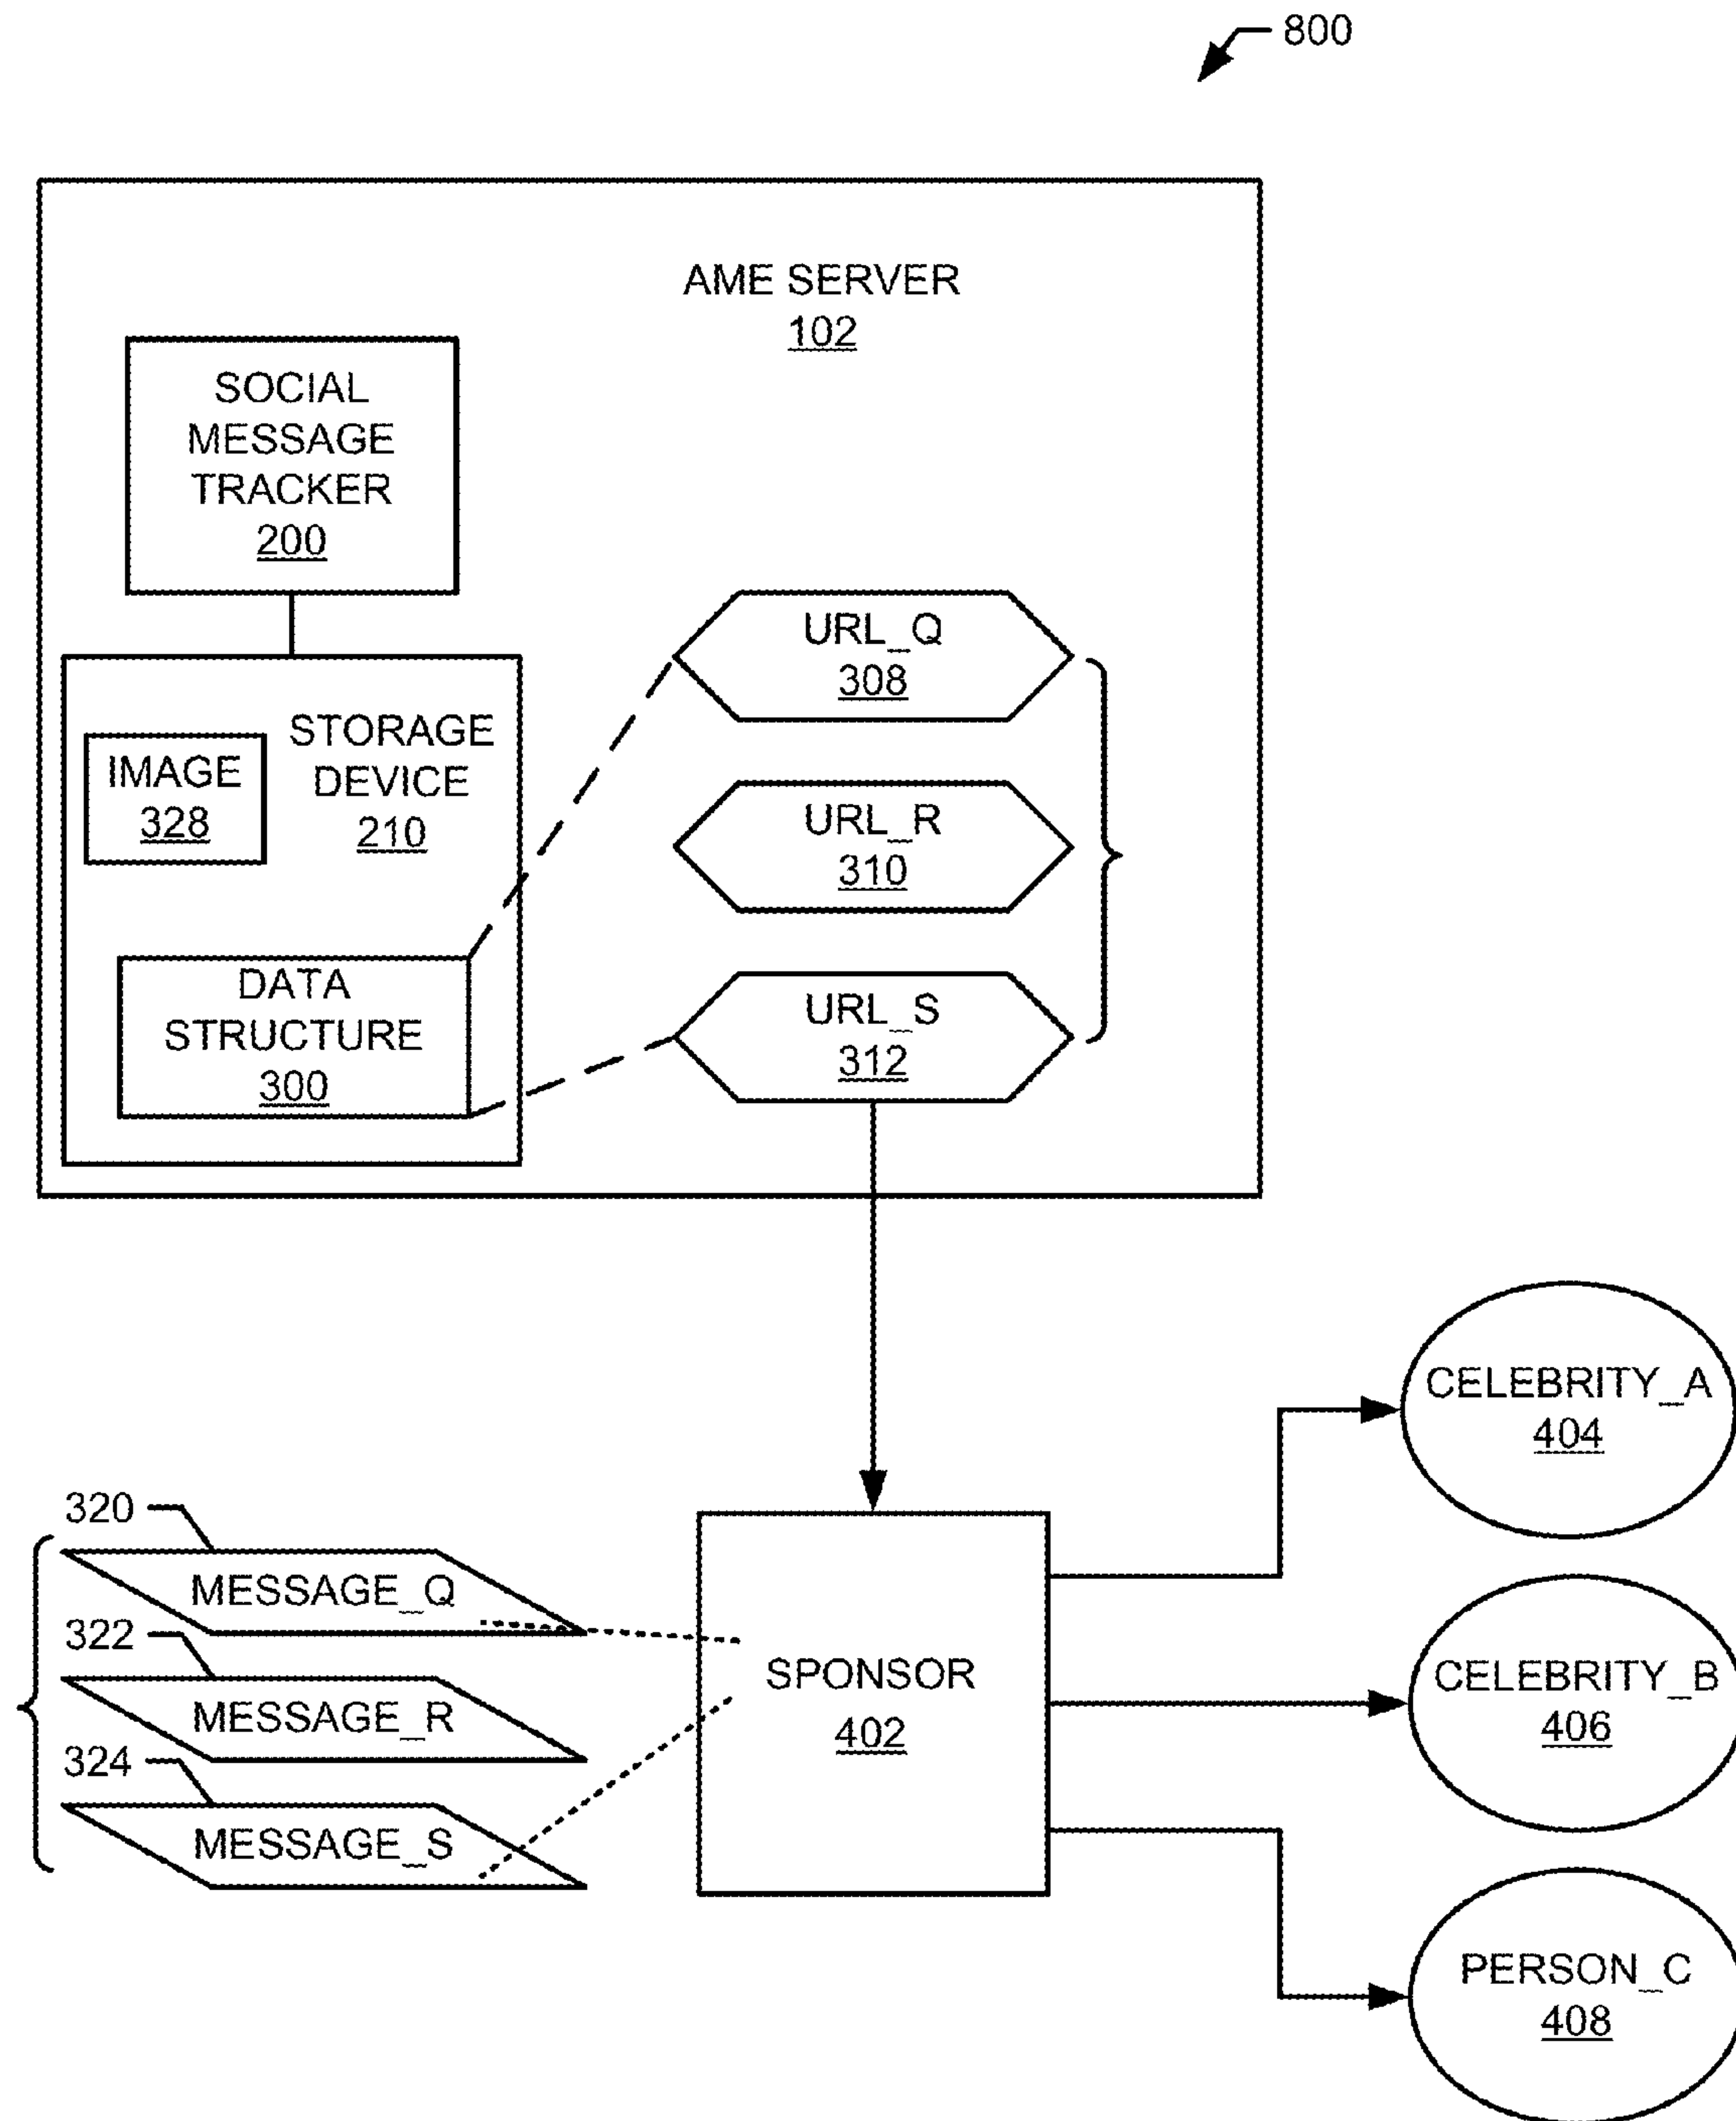 800
AME SERVER
102
SOCIAL
MESSAGE
TRACKER
200
STORAGE
DEVICE
210
IMAGE
328
DATA
STRUCTURE
300
URL_Q
308
URL_R
310
URL_S
312
320
MESSAGE_Q
322
MESSAGE_R
324
MESSAGE_S
SPONSOR
402
CELEBRITY_A
404
CELEBRITY_B
406
PERSON_C
408